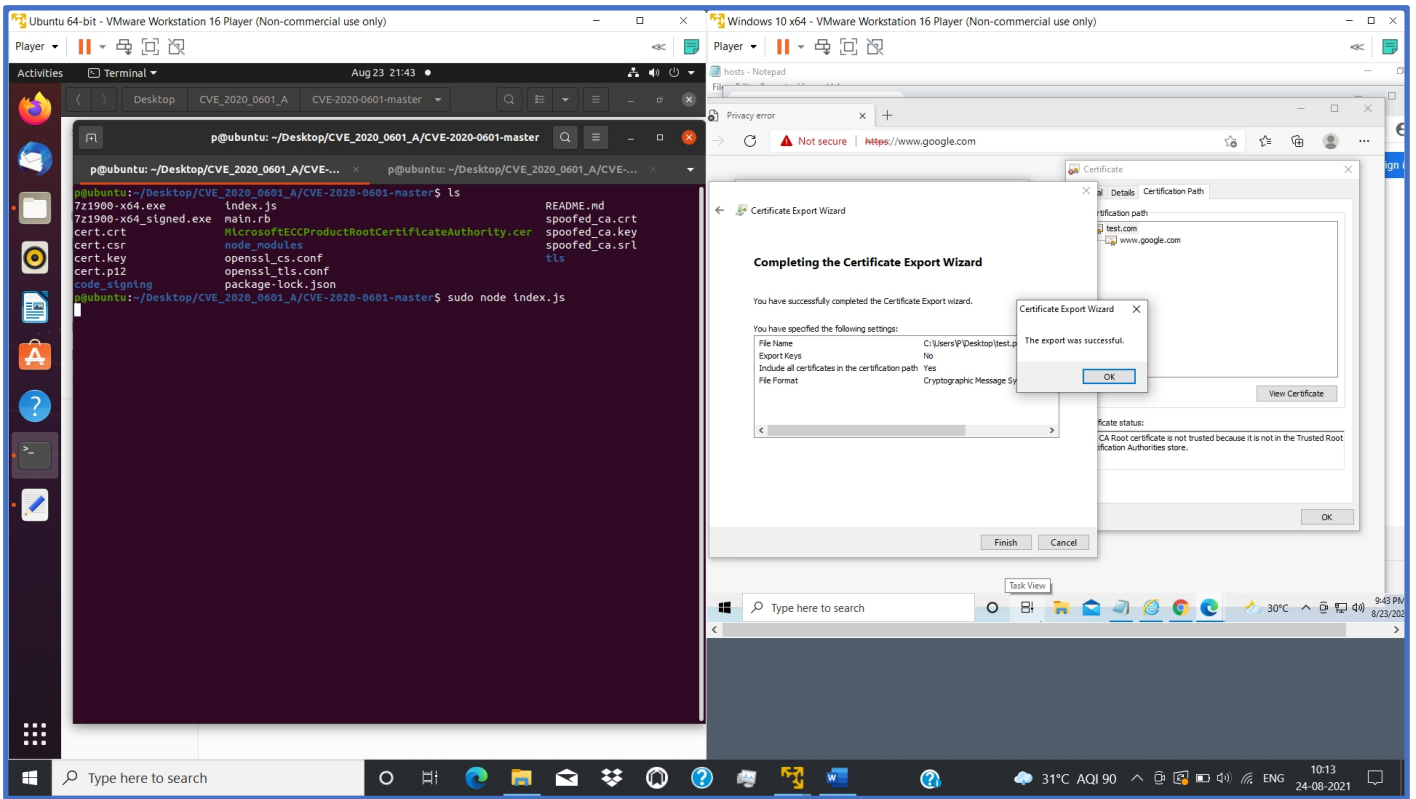 Ubuntu 64-bit - VMware Workstation 16 Player (Non-commercial use only)
Player
Activities
Terminal
Aug 23 21:43
Desktop
CVE_2020_0601_A
CVE-2020-0601-master
p@ubuntu: ~/Desktop/CVE_2020_0601_A/CVE-2020-0601-master
p@ubuntu: ~/Desktop/CVE_2020_0601_A/CVE-...
p@ubuntu: ~/Desktop/CVE_2020_0601_A/CVE-...
p@ubuntu:~/Desktop/CVE_2020_0601_A/CVE-2020-0601-master$ ls
7z1900-x64.exe index.js README.md
7z1900-x64_signed.exe main.rb spoofed_ca.crt
cert.crt MicrosoftECCProductRootCertificateAuthority.cer spoofed_ca.key
cert.csr node_modules spoofed_ca.srl
cert.key openssl_cs.conf tls
cert.p12 openssl_tls.conf
code_signing package-lock.json
p@ubuntu:~/Desktop/CVE_2020_0601_A/CVE-2020-0601-master$ sudo node index.js
Windows 10 x64 - VMware Workstation 16 Player (Non-commercial use only)
Player
hosts - Notepad
Privacy error
Not secure
https://www.google.com
Certificate
Details
Certification Path
test.com
www.google.com
Certificate Export Wizard
Completing the Certificate Export Wizard
You have successfully completed the Certificate Export wizard.
You have specified the following settings:
File Name C:\Users\P\Desktop\test.p
Export Keys No
Include all certificates in the certification path Yes
File Format Cryptographic Message Sy
Certificate Export Wizard
The export was successful.
OK
View Certificate
ficate status:
CA Root certificate is not trusted because it is not in the Trusted Root
ification Authorities store.
OK
Finish
Cancel
Task View
Type here to search
30°C
9:43 PM
8/23/202
Type here to search
31°C AQI 90
ENG
10:13
24-08-2021